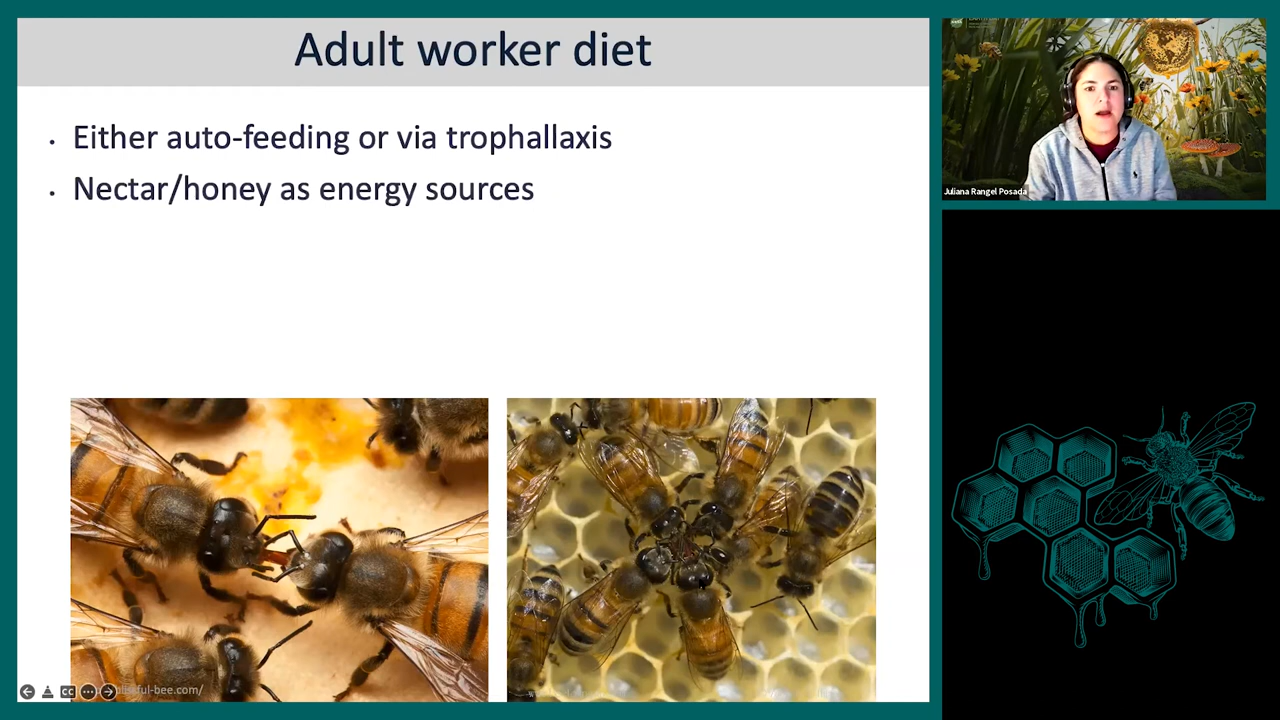 Adult worker diet
• Either auto-feeding or via trophallaxis
• Nectar/honey as energy sources
Juliana Rangel Posada